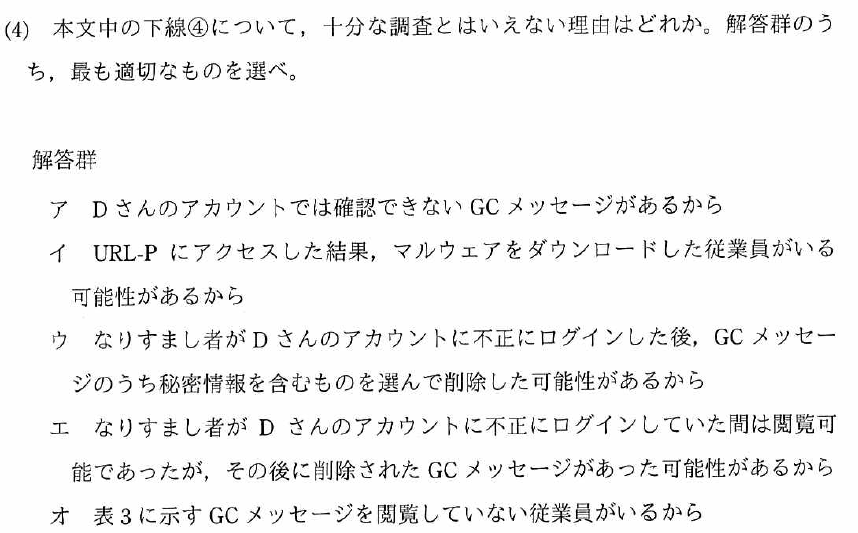 (4) 本文中の下線④について，十分な調査とはいえない理由はどれか。解答群のう
ち，最も適切なものを選べ。
解答群
ア Dさんのアカウントでは確認できない GC メッセージがあるから
イ URL-P にアクセスした結果，マルウェアをダウンロードした従業員がいる
可能性があるから
ウ なりすまし者が D さんのアカウントに不正にログインした後，GC メッセー
ジのうち秘密情報を含むものを選んで削除した可能性があるから
エ なりすまし者が D さんのアカウントに不正にログインしていた間は閲覧可
能であったが，その後に削除された GC メッセージがあった可能性があるから
オ 表 3 に示す GC メッセージを閲覧していない従業員がいるから